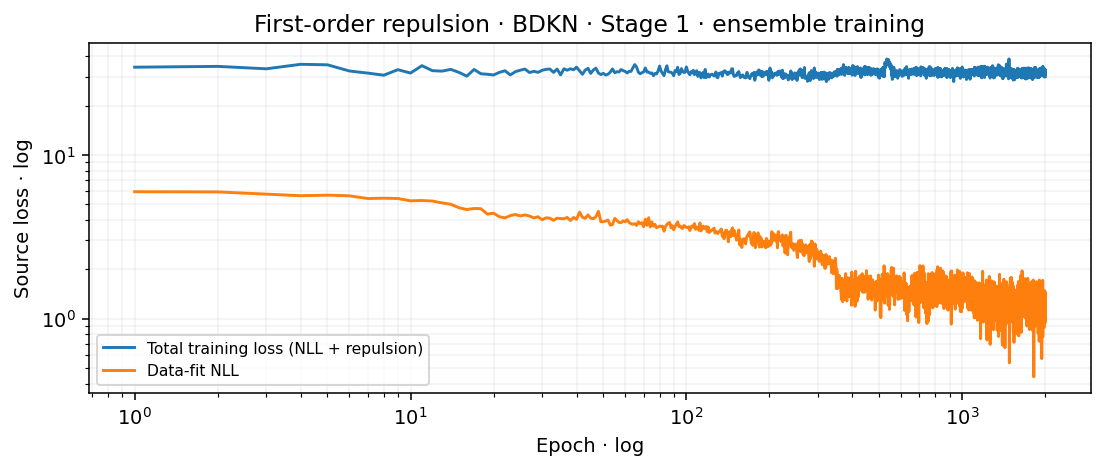 First-order repulsion · BDKN · Stage 1 · ensemble training
Source loss · log
10¹
10⁰
Total training loss (NLL + repulsion)
Data-fit NLL
10⁰ 10¹ 10² 10³
Epoch · log